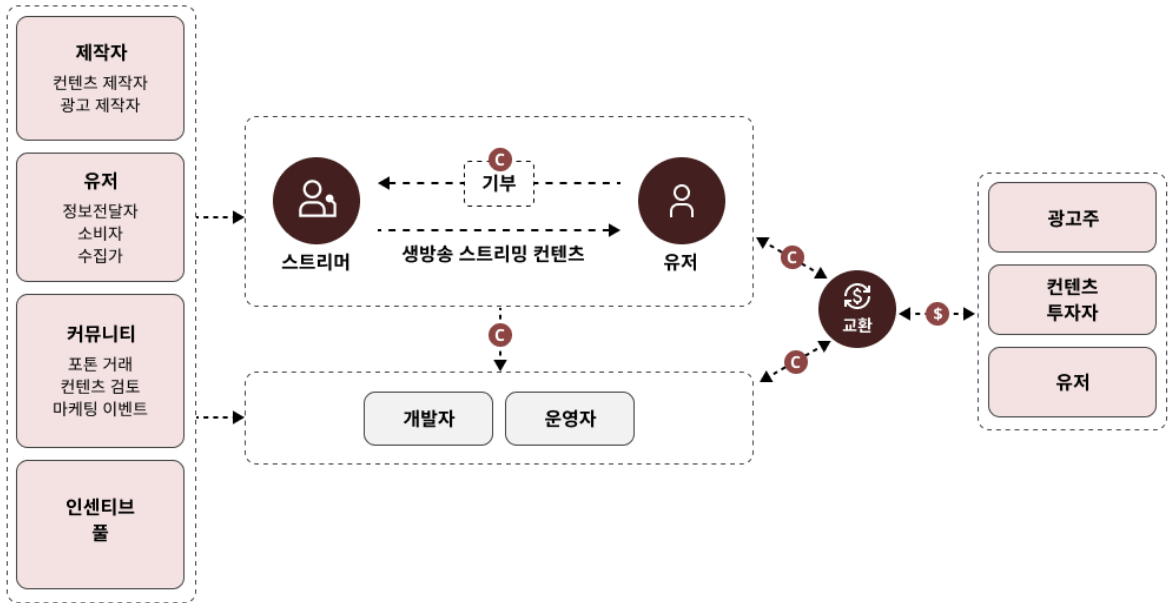 제작자
컨텐츠 제작자
광고 제작자
유저
정보전달자
소비자
수집가
커뮤니티
포톤 거래
컨텐츠 검토
마케팅 이벤트
인센티브
풀
C
기부
생방송 스트리밍 컨텐츠
스트리머
유저
C
개발자
운영자
C
$
교환
C
$
광고주
컨텐츠
투자자
유저